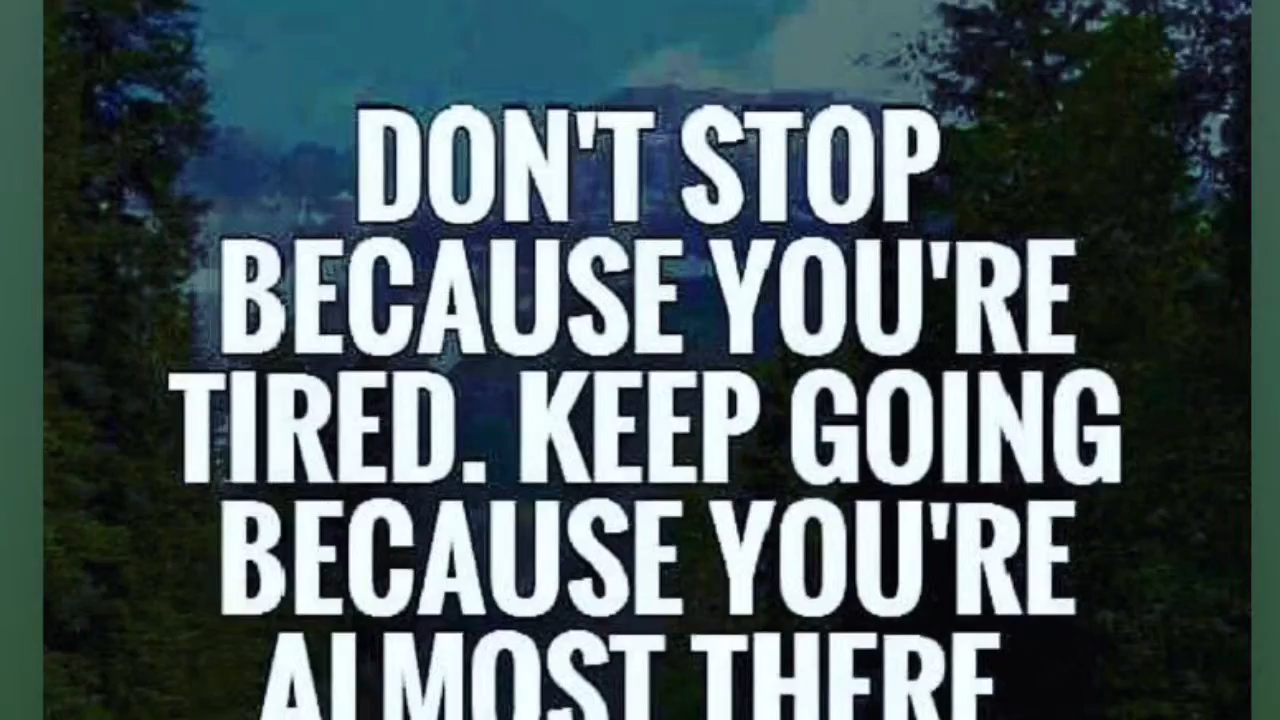 DON'T STOP
BECAUSE YOU'RE
TIRED. KEEP GOING
BECAUSE YOU'RE
ALMOST THERE